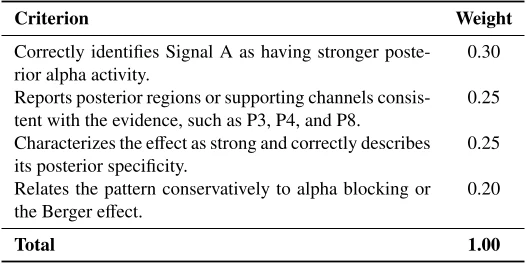 Criterion Weight
Correctly identifies Signal A as having stronger poste- 0.30
rior alpha activity.
Reports posterior regions or supporting channels consis- 0.25
tent with the evidence, such as P3, P4, and P8.
Characterizes the effect as strong and correctly describes 0.25
its posterior specificity.
Relates the pattern conservatively to alpha blocking or 0.20
the Berger effect.
Total 1.00